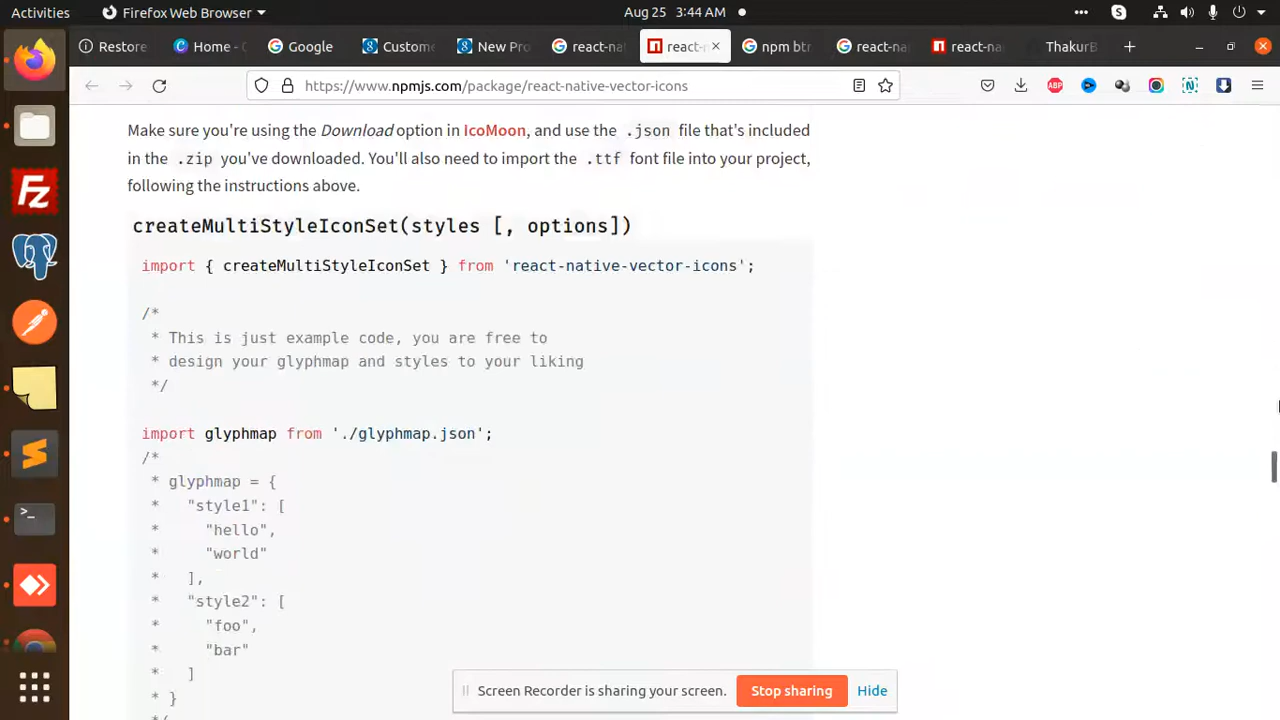 Activities
Firefox Web Browser
Aug 25 3:44 AM
Restore
Home -
Google
Custome
New Pro
react-na
react-n
npm btn
react-na
react-na
ThakurB
https://www.npmjs.com/package/react-native-vector-icons
Make sure you're using the Download option in IcoMoon, and use the .json file that's included
in the .zip you've downloaded. You'll also need to import the .ttf font file into your project,
following the instructions above.
createMultiStyleIconSet(styles [, options])
import { createMultiStyleIconSet } from 'react-native-vector-icons';
/*
* This is just example code, you are free to
* design your glyphmap and styles to your liking
*/
import glyphmap from './glyphmap.json';
/*
* glyphmap = {
* "style1": [
* "hello",
* "world"
* ],
* "style2": [
* "foo",
* "bar"
* ]
* }
Screen Recorder is sharing your screen.
Stop sharing
Hide